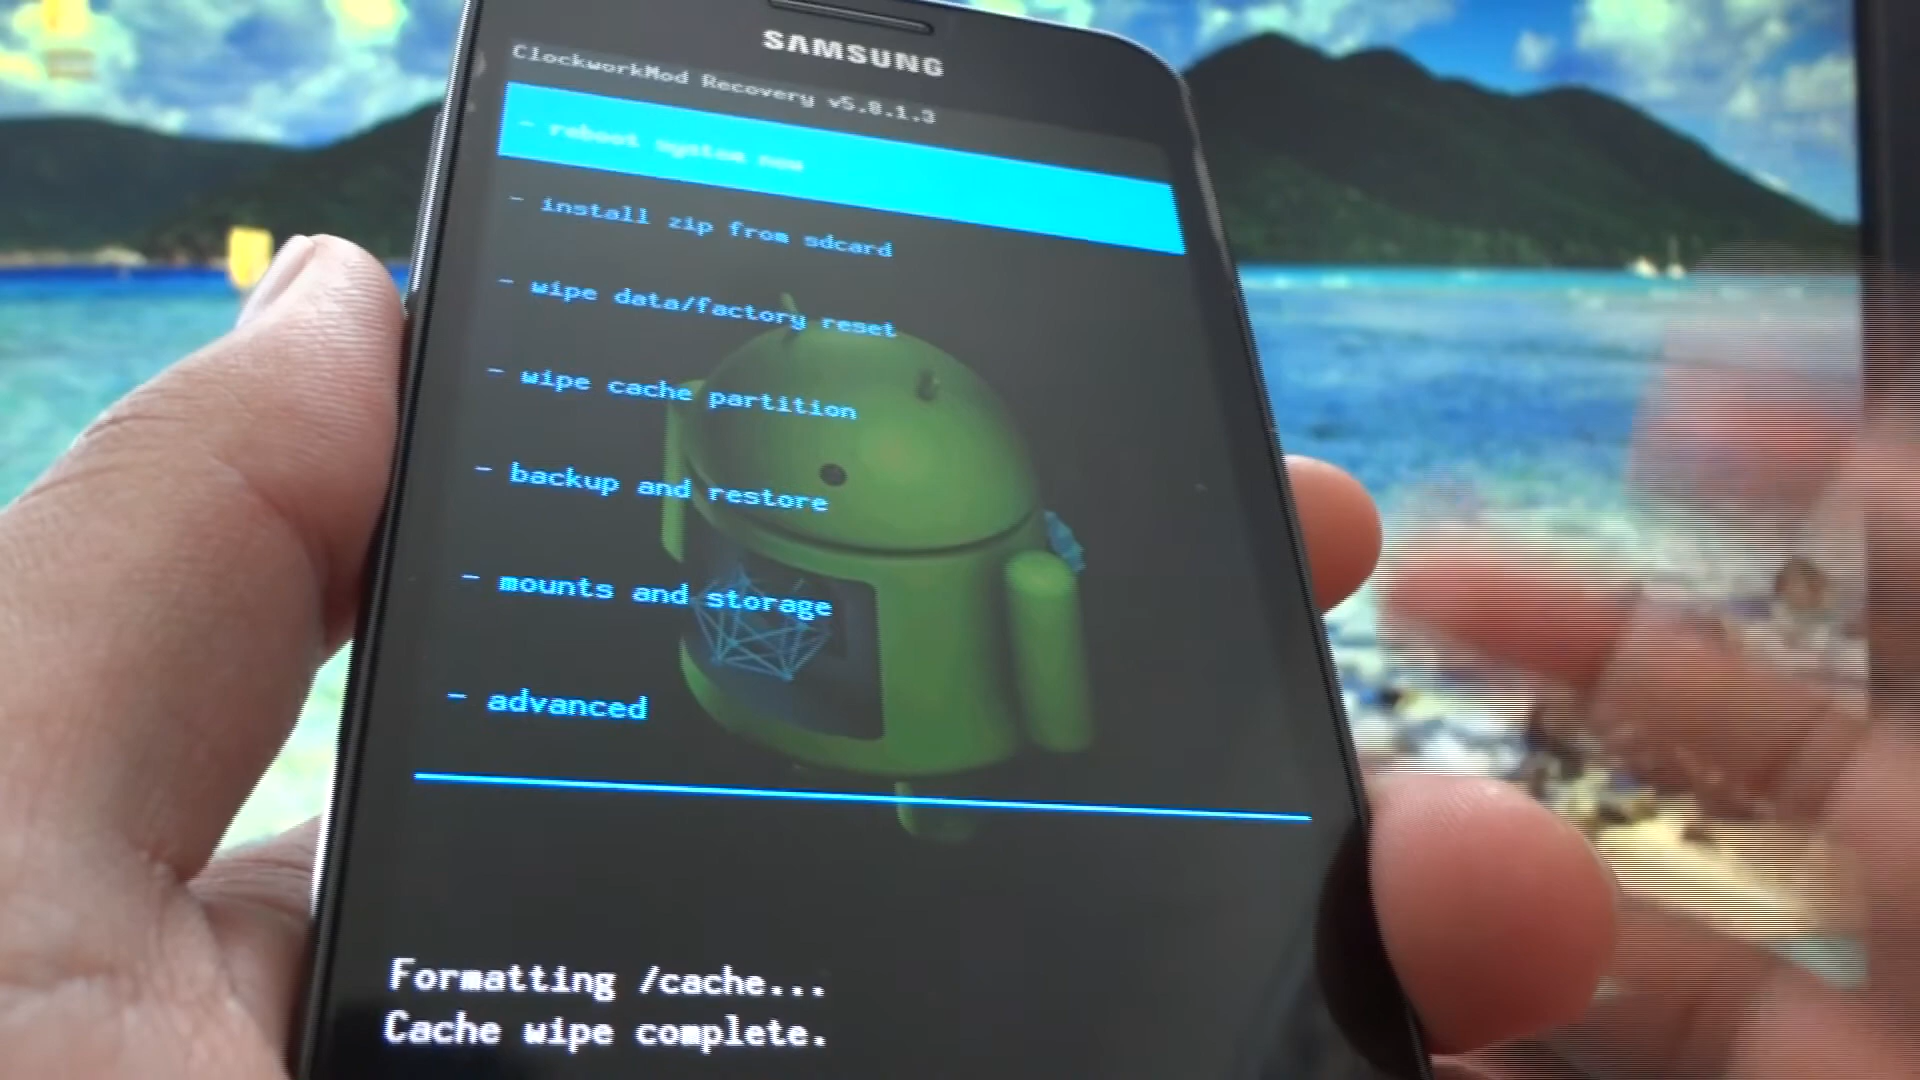 SAMSUNG
ClockworkMod Recovery v5.8.1.3
- reboot system now
- install zip from sdcard
- wipe data/factory reset
- wipe cache partition
- backup and restore
- mounts and storage
- advanced
Formatting /cache...
Cache wipe complete.